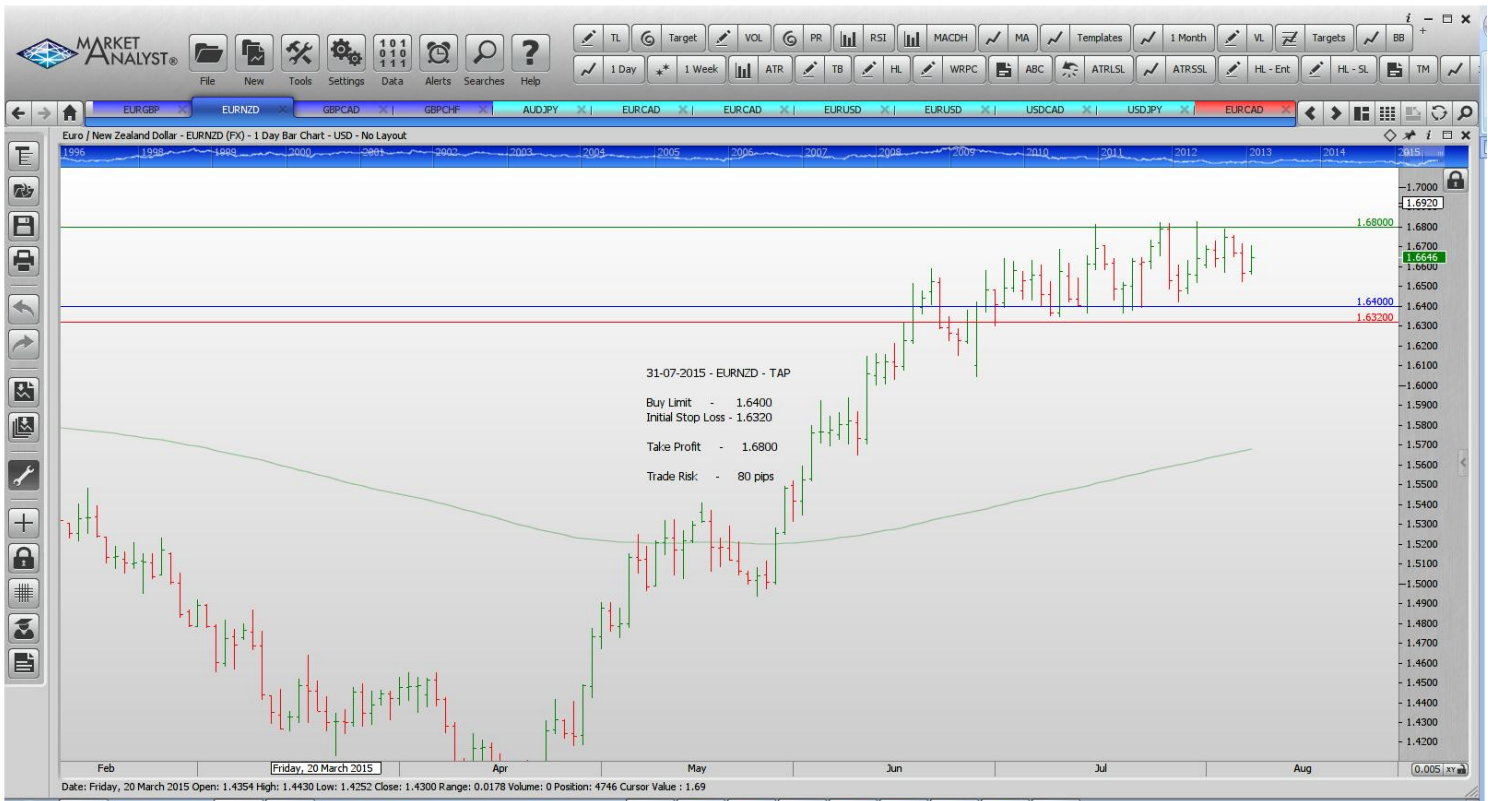 i
MARKET ANALYST®
File New Tools Settings Data Alerts Searches Help
TL Target VOL PR RSI MACDH MA Templates 1 Month VL Targets BB
1 Day 1 Week ATR TB HL WRPC ABC ATRLSL ATRSSL HL - Ent HL - SL TM
EURGBP EURNZD GBPCAD GBPCHF AUDJPY EURCAD EURCAD EURUSD EURUSD USDCAD USDJPY EURCAD
Euro / New Zealand Dollar - EURNZD (FX) - 1 Day Bar Chart - USD - No Layout
1996 1998 1999 2000 2001 2002 2003 2004 2005 2006 2007 2008 2009 2010 2011 2012 2013 2014 2015
1.7000
1.6920
1.68000
1.6800
1.6700
1.6646
1.6600
1.6500
1.64000
1.6400
1.63200
1.6300
1.6200
1.6100
1.6000
1.5900
1.5800
1.5700
1.5600
1.5500
1.5400
1.5300
1.5200
1.5100
1.5000
1.4900
1.4800
1.4700
1.4600
1.4500
1.4400
1.4300
1.4200
31-07-2015 - EURNZD - TAP
Buy Limit - 1.6400
Initial Stop Loss - 1.6320
Take Profit - 1.6800
Trade Risk - 80 pips
Feb Friday, 20 March 2015 Apr May Jun Jul Aug 0.005 XY
Date: Friday, 20 March 2015 Open: 1.4354 High: 1.4430 Low: 1.4252 Close: 1.4300 Range: 0.0178 Volume: 0 Position: 4746 Cursor Value : 1.69